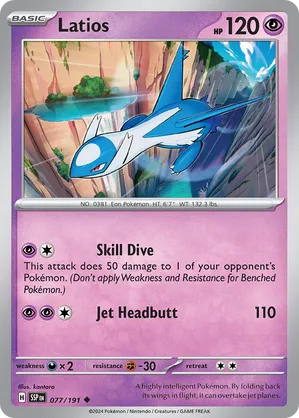 BASIC
Latios
HP 120
NO. 0381 Eon Pokémon HT: 6'7" WT: 132.3 lbs.
Skill Dive
This attack does 50 damage to 1 of your opponent's
Pokémon. (Don't apply Weakness and Resistance for Benched
Pokémon.)
Jet Headbutt 110
weakness ×2 resistance -30 retreat
Illus. kantaro
A highly intelligent Pokémon. By folding back its
wings in flight, it can overtake jet planes.
H SSP EN 077/191
©2024 Pokémon / Nintendo / Creatures / GAME FREAK